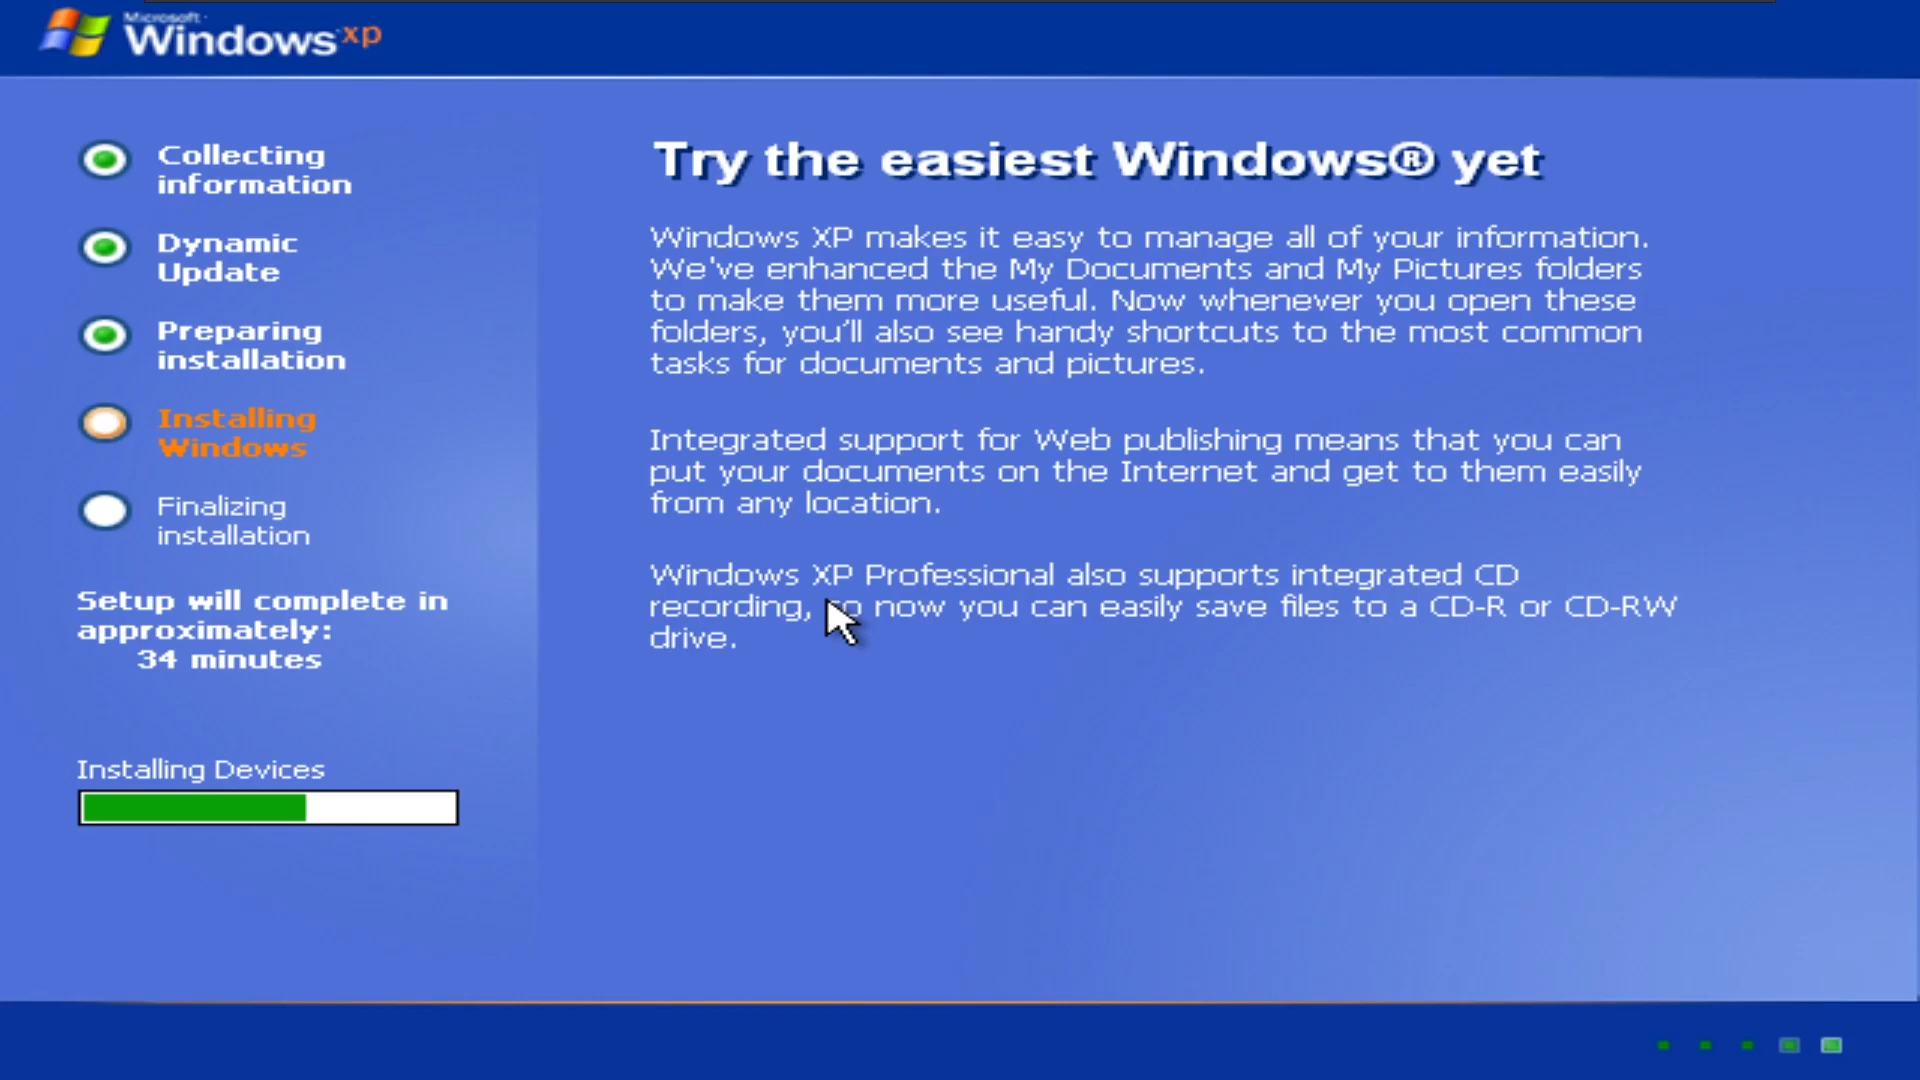 Microsoft
Windows xp
Collecting
information
Dynamic
Update
Preparing
installation
Installing
Windows
Finalizing
installation
Setup will complete in
approximately:
34 minutes
Installing Devices
Try the easiest Windows® yet
Windows XP makes it easy to manage all of your information.
We've enhanced the My Documents and My Pictures folders
to make them more useful. Now whenever you open these
folders, you'll also see handy shortcuts to the most common
tasks for documents and pictures.
Integrated support for Web publishing means that you can
put your documents on the Internet and get to them easily
from any location.
Windows XP Professional also supports integrated CD
recording, so now you can easily save files to a CD-R or CD-RW
drive.